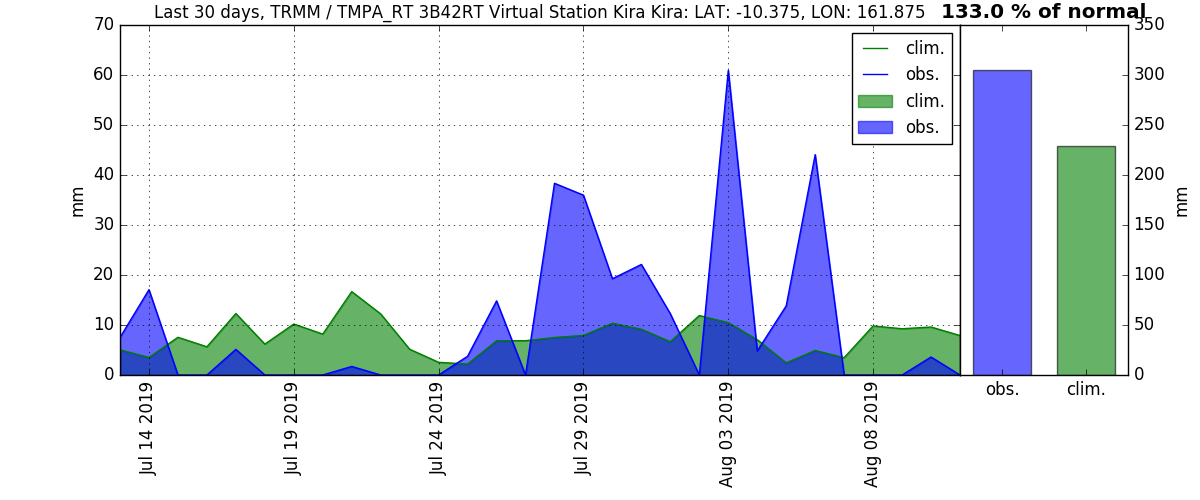 Last 30 days, TRMM / TMPA_RT 3B42RT Virtual Station Kira Kira: LAT: -10.375, LON: 161.875
133.0 % of normal
70
60
50
40
30
20
10
0
mm
clim.
obs.
clim.
obs.
Jul 14 2019
Jul 19 2019
Jul 24 2019
Jul 29 2019
Aug 03 2019
Aug 08 2019
350
300
250
200
150
100
50
0
mm
obs.
clim.